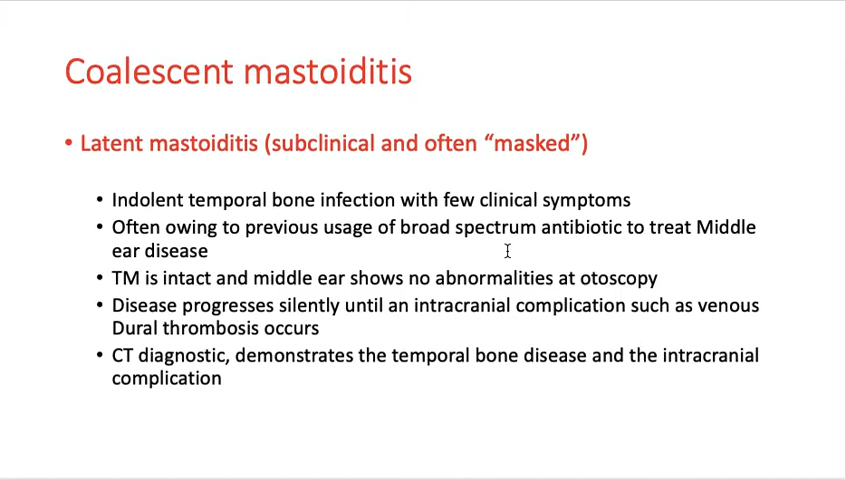 Coalescent mastoiditis
• Latent mastoiditis (subclinical and often “masked”)
• Indolent temporal bone infection with few clinical symptoms
• Often owing to previous usage of broad spectrum antibiotic to treat Middle
ear disease
• TM is intact and middle ear shows no abnormalities at otoscopy
• Disease progresses silently until an intracranial complication such as venous
Dural thrombosis occurs
• CT diagnostic, demonstrates the temporal bone disease and the intracranial
complication